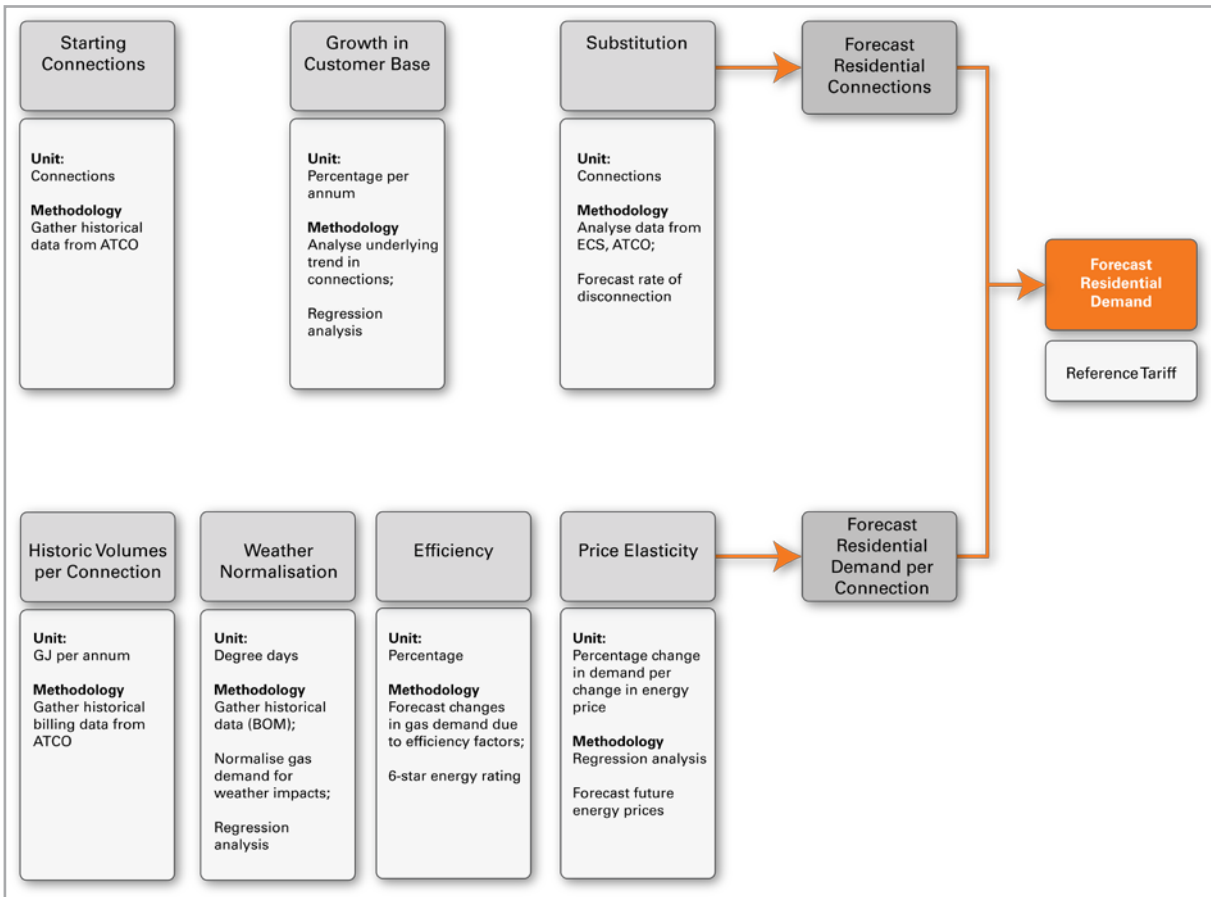 Starting
Connections
Unit:
Connections
Methodology
Gather historical
data from ATCO
Growth in
Customer Base
Unit:
Percentage per
annum
Methodology
Analyse underlying
trend in
connections;
Regression
analysis
Substitution
Unit:
Connections
Methodology
Analyse data from
ECS, ATCO;
Forecast rate of
disconnection
Forecast
Residential
Connections
Forecast
Residential
Demand
Reference Tariff
Historic Volumes
per Connection
Unit:
GJ per annum
Methodology
Gather historical
billing data from
ATCO
Weather
Normalisation
Unit:
Degree days
Methodology
Gather historical
data (BOM);
Normalise gas
demand for
weather impacts;
Regression
analysis
Efficiency
Unit:
Percentage
Methodology
Forecast changes
in gas demand due
to efficiency factors;
6-star energy rating
Price Elasticity
Unit:
Percentage change
in demand per
change in energy
price
Methodology
Regression analysis
Forecast future
energy prices
Forecast
Residential
Demand per
Connection